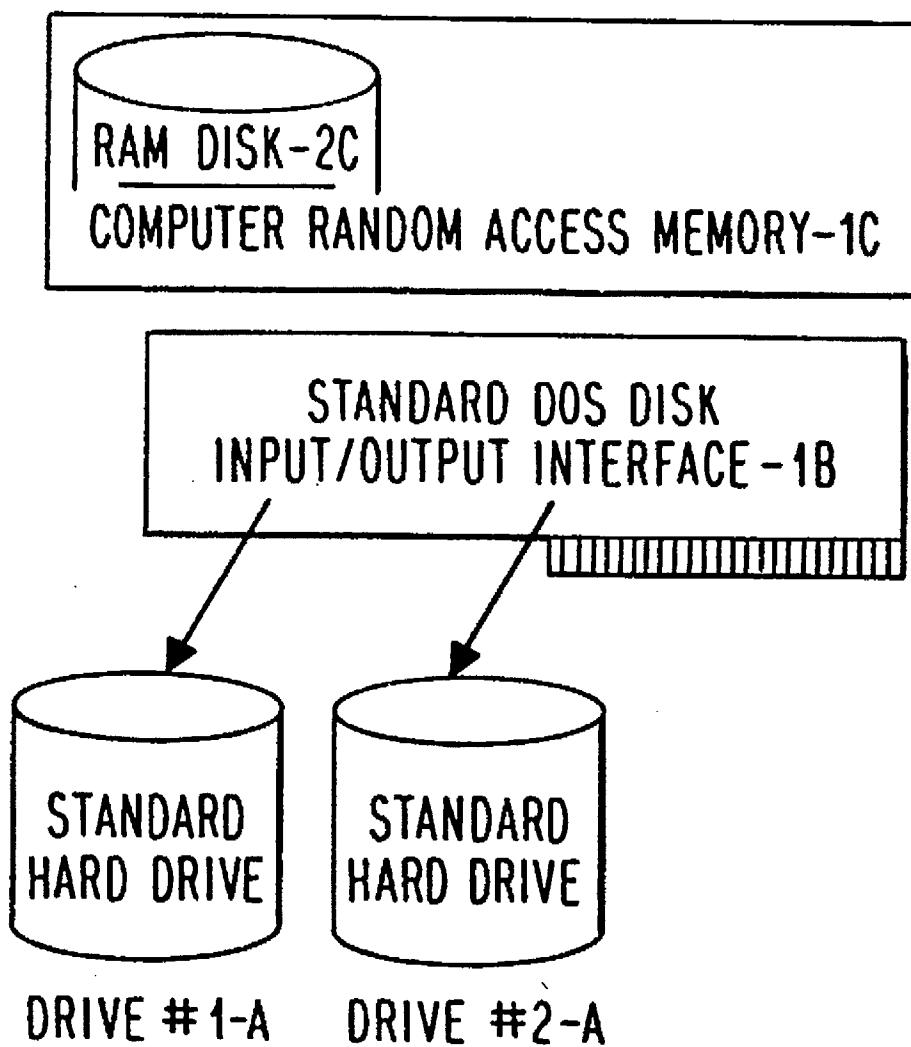 RAM DISK-2C
COMPUTER RANDOM ACCESS MEMORY-1C
STANDARD DOS DISK
INPUT/OUTPUT INTERFACE-1B
STANDARD
HARD DRIVE
STANDARD
HARD DRIVE
DRIVE #1-A
DRIVE #2-A